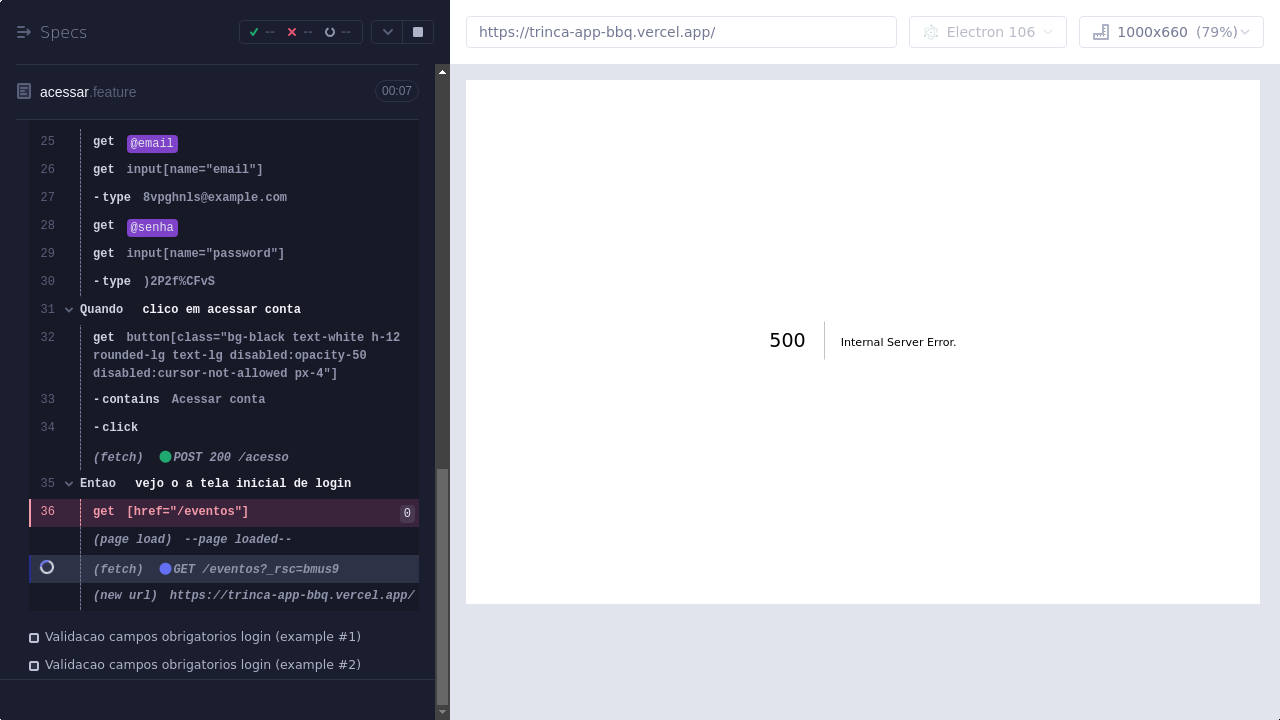 Specs
--
--
--
acessar.feature
00:07
25 get @email
26 get input[name="email"]
27 -type 8vpghnls@example.com
28 get @senha
29 get input[name="password"]
30 -type )2P2f%CFvS
31 Quando clico em acessar conta
32 get button[class="bg-black text-white h-12
rounded-lg text-lg disabled:opacity-50
disabled:cursor-not-allowed px-4"]
33 -contains Acessar conta
34 -click
(fetch) POST 200 /acesso
35 Entao vejo o a tela inicial de login
36 get [href="/eventos"] 0
(page load) --page loaded--
(fetch) GET /eventos?_rsc=bmus9
(new url) https://trinca-app-bbq.vercel.app/
Validacao campos obrigatorios login (example #1)
Validacao campos obrigatorios login (example #2)
https://trinca-app-bbq.vercel.app/
Electron 106
1000x660 (79%)
500
Internal Server Error.